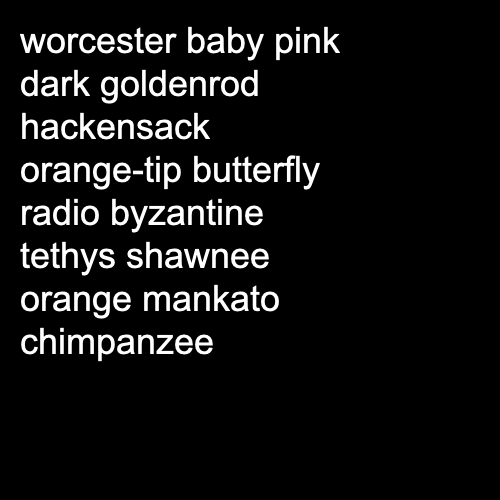 worcester baby pink
dark goldenrod
hackensack
orange-tip butterfly
radio byzantine
tethys shawnee
orange mankato
chimpanzee